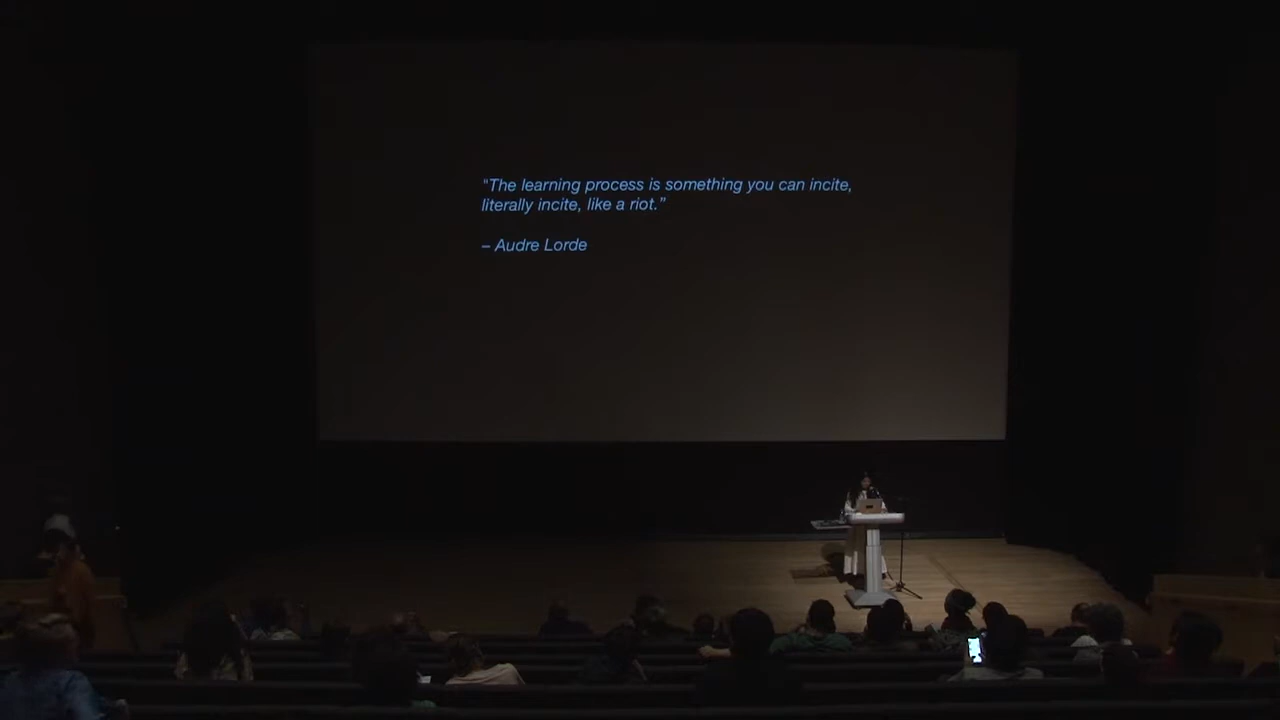 "The learning process is something you can incite,
literally incite, like a riot.”
– Audre Lorde